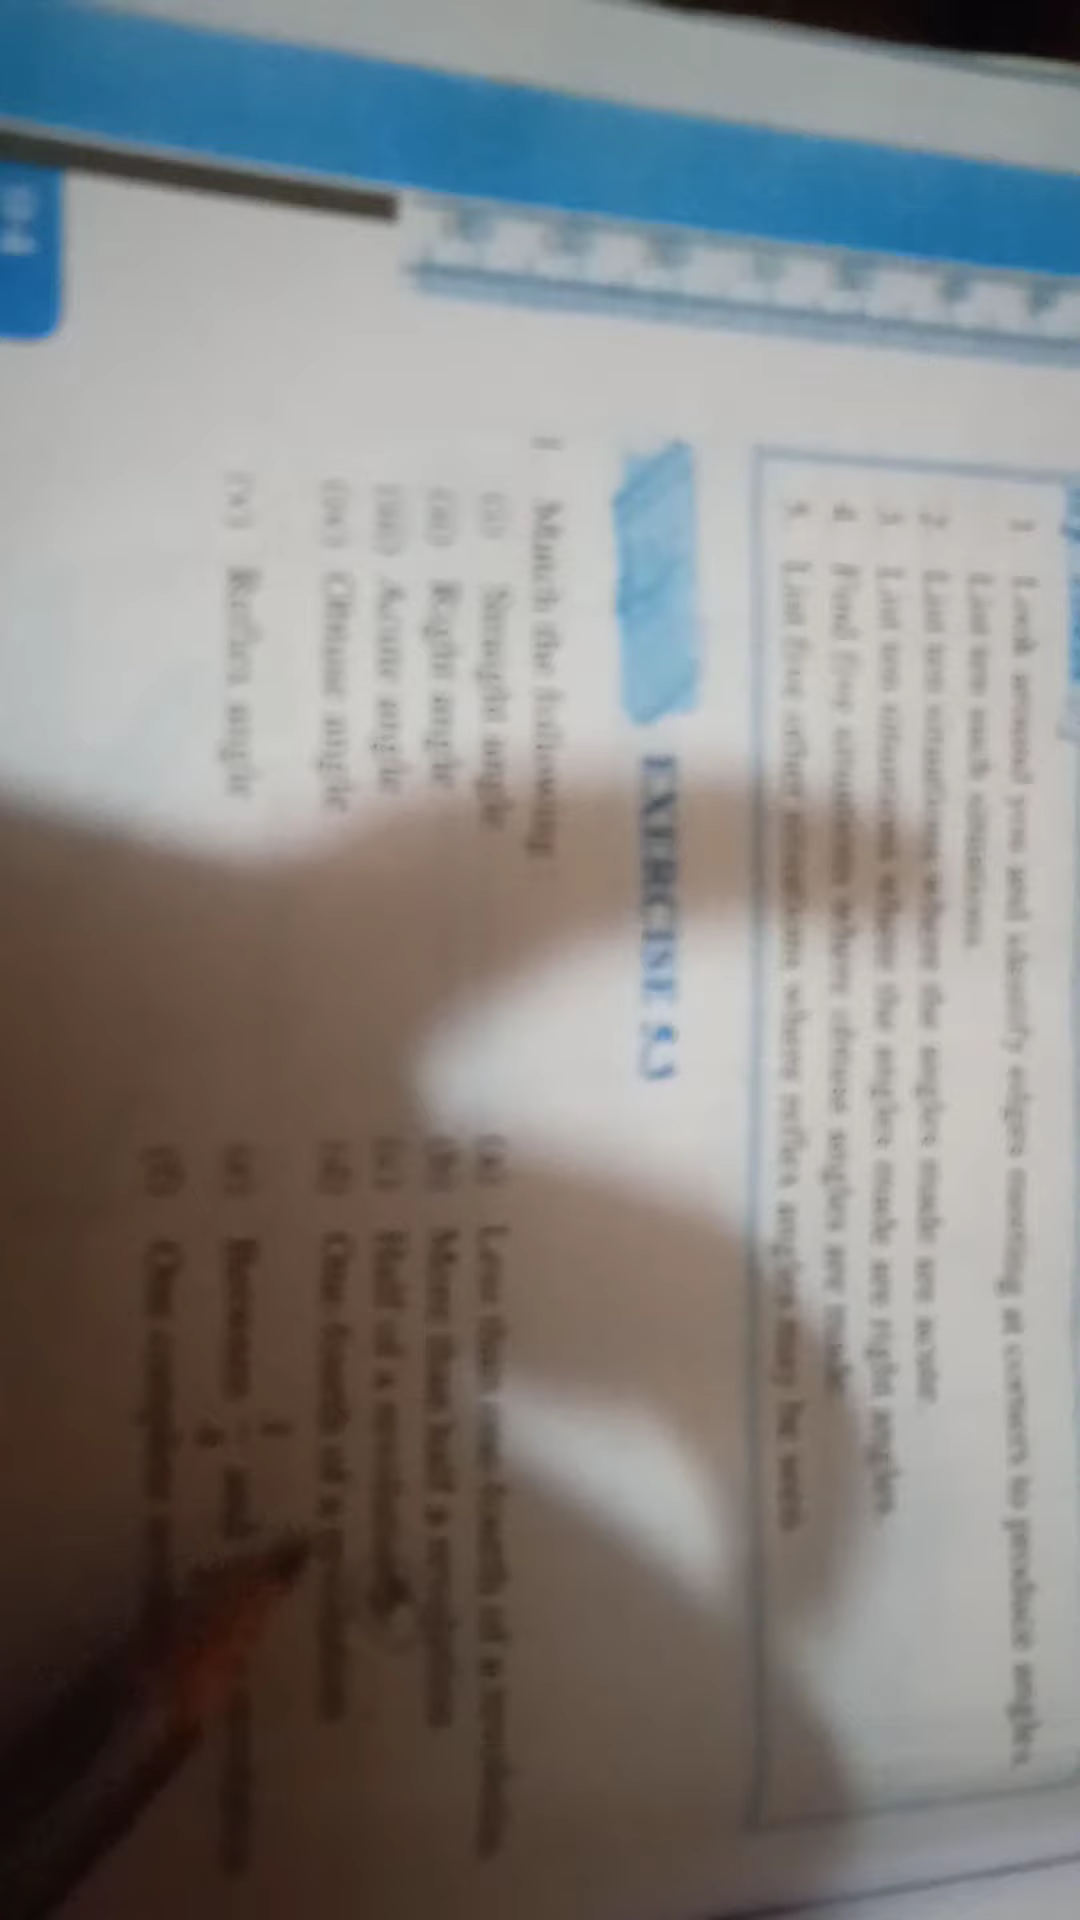 1. Look around you and identify edges meeting at corners to produce angles.
List ten such situations.
2. List ten situations where the angles made are acute.
3. List ten situations where the angles made are right angles.
4. Find five situations where obtuse angles are made.
5. List five other situations where reflex angles may be seen.
EXERCISE 5.3
1. Match the following:
(i) Straight angle (a) Less than one-fourth of a revolution
(ii) Right angle (b) More than half a revolution
(iii) Acute angle (c) Half of a revolution
(iv) Obtuse angle (d) One-fourth of a revolution
(v) Reflex angle (e) Between 1/4 and revolution
(f) One complete